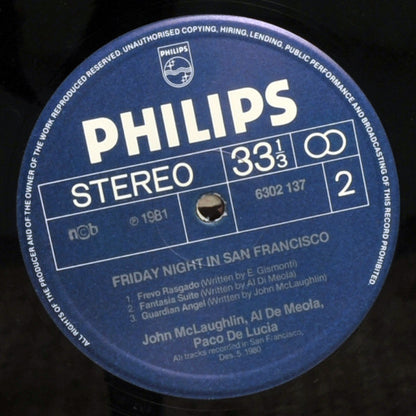 ALL RIGHTS OF THE PRODUCER AND OF THE OWNER OF THE WORK REPRODUCED RESERVED. UNAUTHORISED COPYING, HIRING, LENDING, PUBLIC PERFORMANCE AND BROADCASTING OF THIS RECORD PROHIBITED.
PHILIPS
PHILIPS
STEREO
33 1/3
6302 137
2
ncb
℗ 1981
FRIDAY NIGHT IN SAN FRANCISCO
1. Frevo Rasgado (Written by E. Gismonti)
2. Fantasia Suite (Written by Al Di Meola)
3. Guardian Angel (Written by John McLaughlin)
John McLaughlin, Al De Meola,
Paco De Lucia
All tracks recorded in San Francisco,
Des. 5. 1980